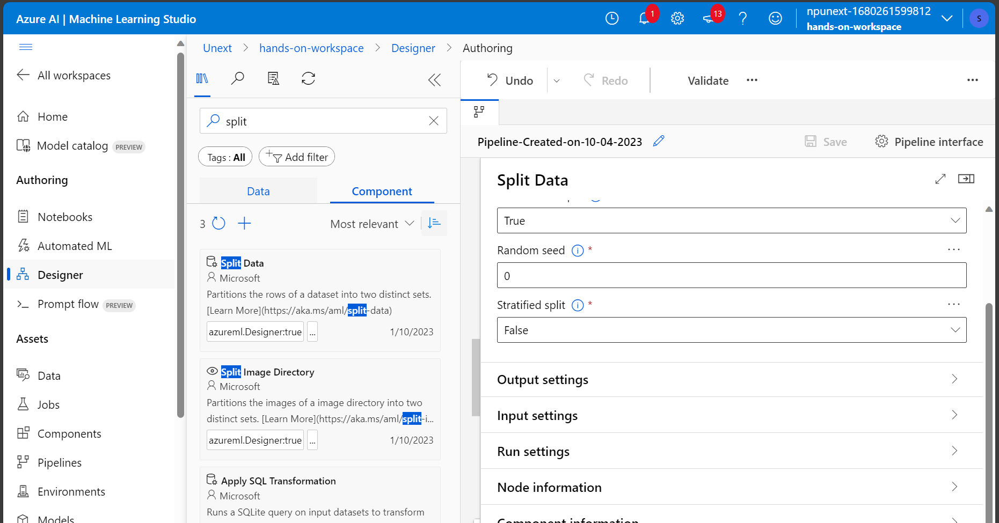 Azure AI | Machine Learning Studio
1
13
npunext-1680261599812
hands-on-workspace
S
All workspaces
Home
Model catalog PREVIEW
Authoring
Notebooks
Automated ML
Designer
Prompt flow PREVIEW
Assets
Data
Jobs
Components
Pipelines
Environments
Models
Unext > hands-on-workspace > Designer > Authoring
split
Tags : All
Add filter
Data
Component
3
Most relevant
Split Data
Microsoft
Partitions the rows of a dataset into two distinct sets.
[Learn More](https://aka.ms/aml/split-data)
azureml.Designer:true ... 1/10/2023
Split Image Directory
Microsoft
Partitions the images of a image directory into two
distinct sets. [Learn More](https://aka.ms/aml/split-i...
azureml.Designer:true ... 1/10/2023
Apply SQL Transformation
Microsoft
Runs a SQLite query on input datasets to transform
Undo
Redo
Validate
Pipeline-Created-on-10-04-2023
Save
Pipeline interface
Split Data
True
Random seed *
0
Stratified split *
False
Output settings
Input settings
Run settings
Node information
Component information